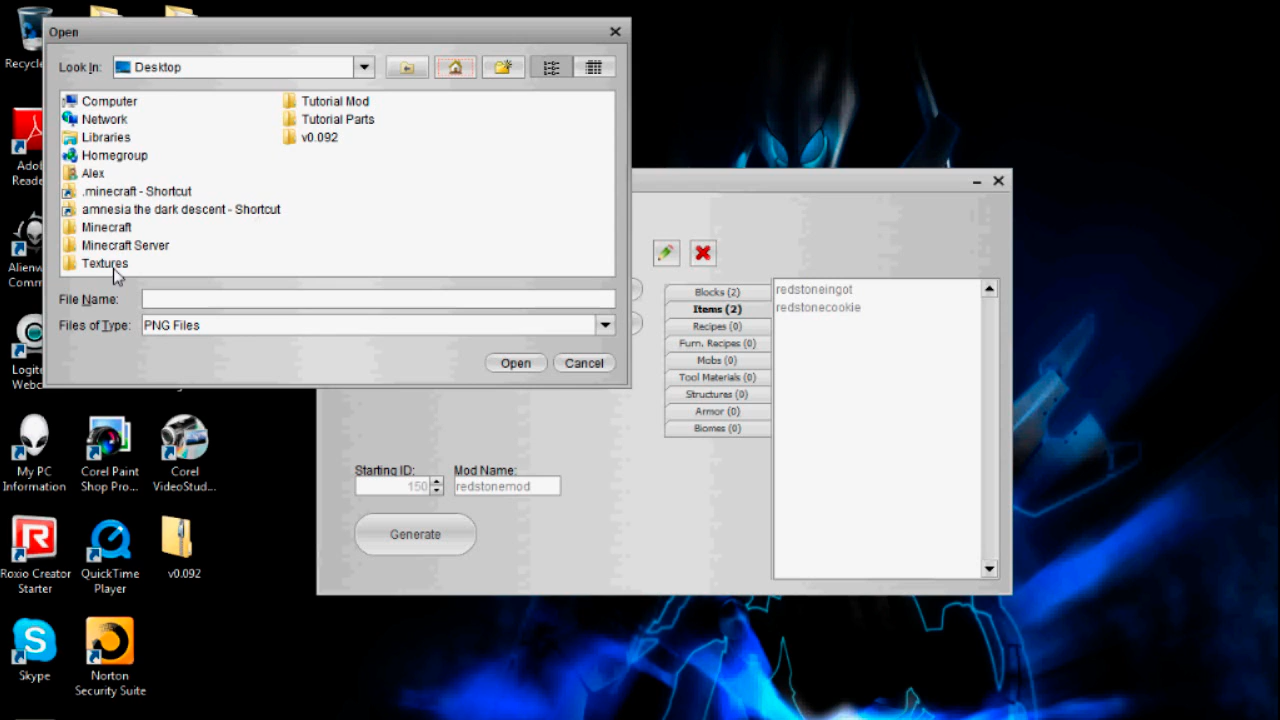 Open
Look In:
Desktop
Computer
Network
Libraries
Homegroup
Alex
.minecraft - Shortcut
amnesia the dark descent - Shortcut
Minecraft
Minecraft Server
Textures
Tutorial Mod
Tutorial Parts
v0.092
File Name:
Files of Type:
PNG Files
Open
Cancel
Blocks (2)
Items (2)
Recipes (0)
Furn. Recipes (0)
Mobs (0)
Tool Materials (0)
Structures (0)
Armor (0)
Biomes (0)
redstoneingot
redstonecookie
Starting ID:
150
Mod Name:
redstonemod
Generate
Recycle
Adob
Reade
Alienw
Comm
Logite
Webc
My PC
Information
Corel Paint
Shop Pro...
Corel
VideoStud...
Roxio Creator
Starter
QuickTime
Player
v0.092
Skype
Norton
Security Suite